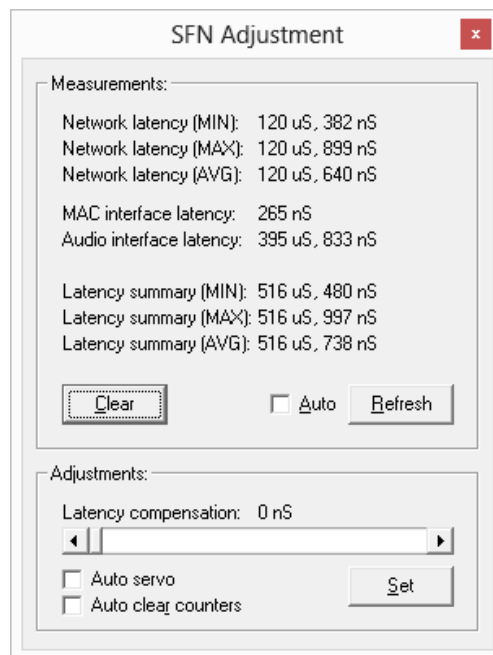 SFN Adjustment
x
Measurements:
Network latency (MIN): 120 uS, 382 nS
Network latency (MAX): 120 uS, 899 nS
Network latency (AVG): 120 uS, 640 nS
MAC interface latency: 265 nS
Audio interface latency: 395 uS, 833 nS
Latency summary (MIN): 516 uS, 480 nS
Latency summary (MAX): 516 uS, 997 nS
Latency summary (AVG): 516 uS, 738 nS
Clear Auto Refresh
Adjustments:
Latency compensation: 0 nS
Auto servo
Set
Auto clear counters